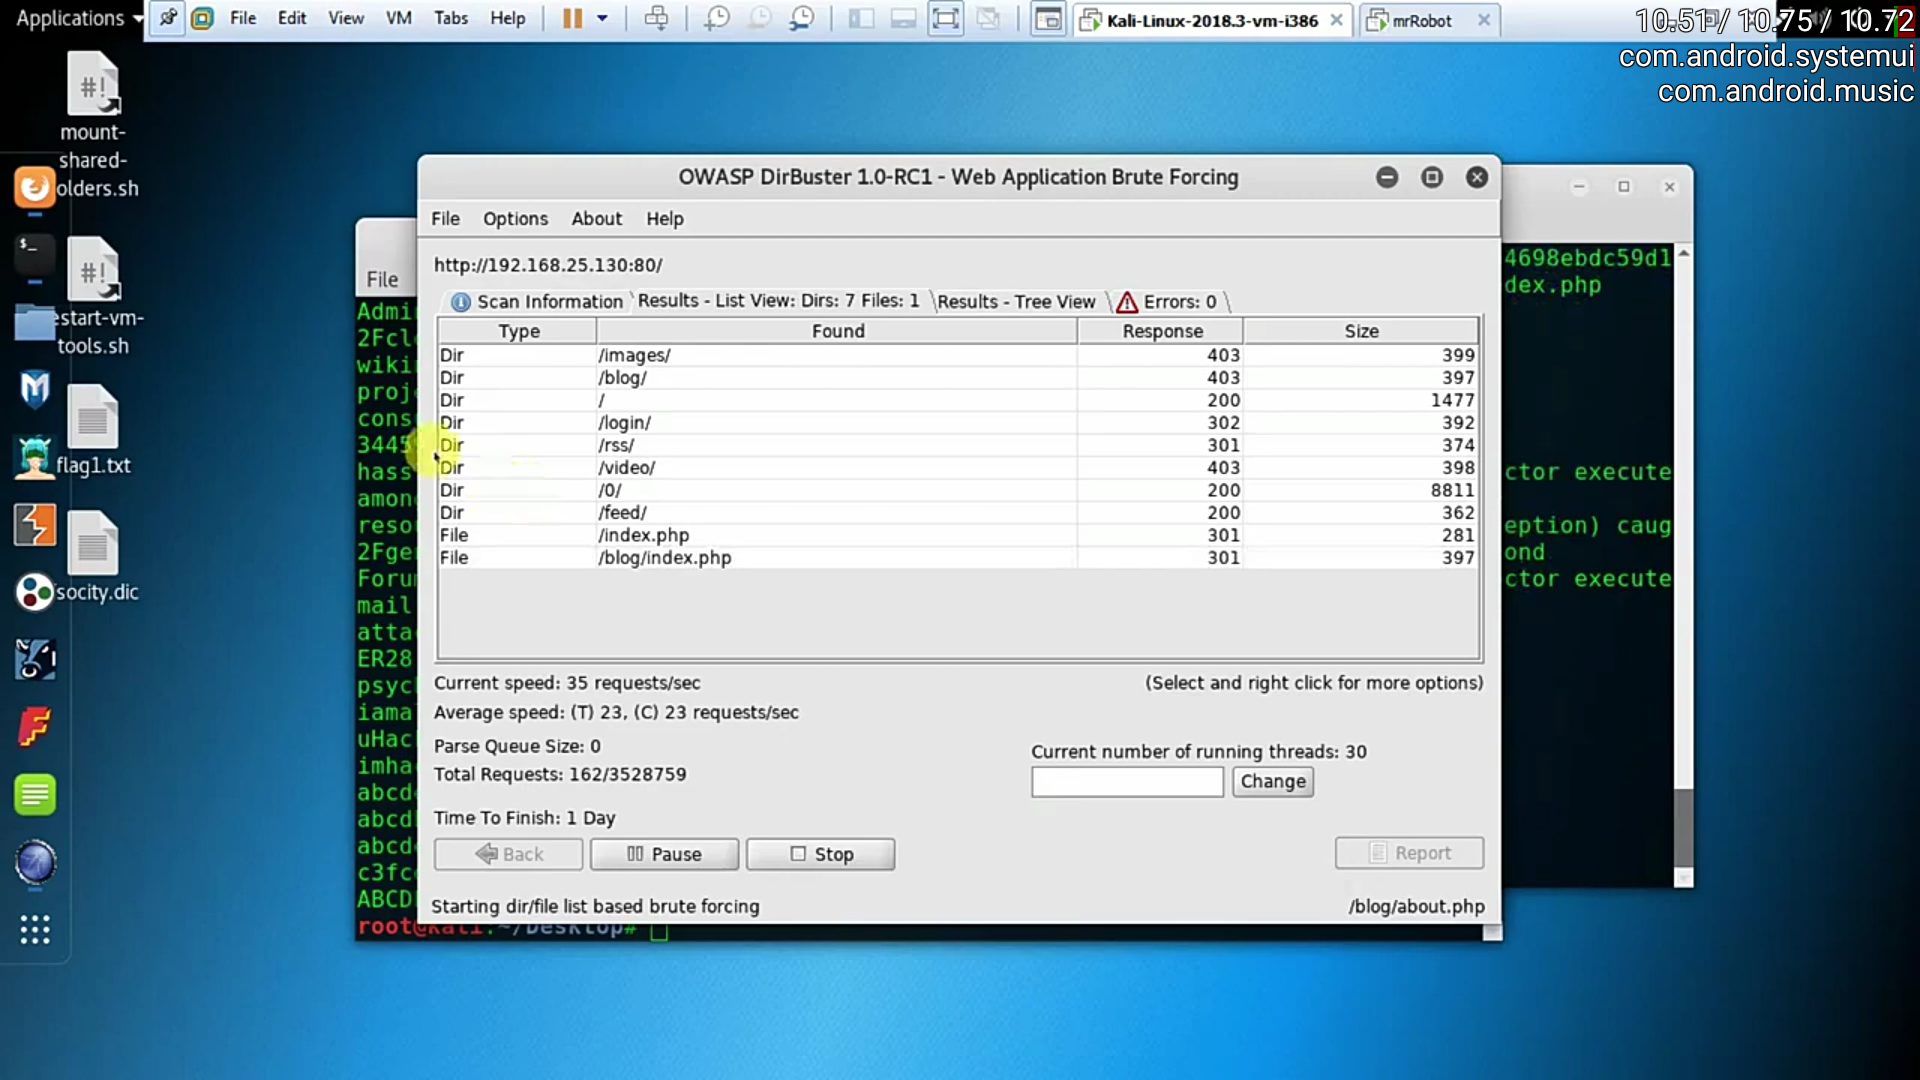 Applications
File Edit View VM Tabs Help
Kali-Linux-2018.3-vm-i386
mrRobot
10.51 / 10.75 / 10.72
com.android.systemui
com.android.music
#!
mount-
shared-
olders.sh
$_
#!
estart-vm-
tools.sh
flag1.txt
socity.dic
OWASP DirBuster 1.0-RC1 - Web Application Brute Forcing
File Options About Help
http://192.168.25.130:80/
Scan Information Results - List View: Dirs: 7 Files: 1 Results - Tree View Errors: 0
Type Found Response Size
Dir /images/ 403 399
Dir /blog/ 403 397
Dir / 200 1477
Dir /login/ 302 392
Dir /rss/ 301 374
Dir /video/ 403 398
Dir /0/ 200 8811
Dir /feed/ 200 362
File /index.php 301 281
File /blog/index.php 301 397
Current speed: 35 requests/sec
(Select and right click for more options)
Average speed: (T) 23, (C) 23 requests/sec
Parse Queue Size: 0
Current number of running threads: 30
Total Requests: 162/3528759
Change
Time To Finish: 1 Day
Back Pause Stop Report
Starting dir/file list based brute forcing
/blog/about.php
File
Admi
2Fcl
wiki
proj
cons
3445
hass
amon
reso
2Fge
Foru
mail
atta
ER28
psyc
iama
uHac
imha
abcd
abcd
abcd
c3fc
ABCD
root@kali:~/Desktop#
4698ebdc59d1
dex.php
ctor execute
eption) caug
ond
ctor execute